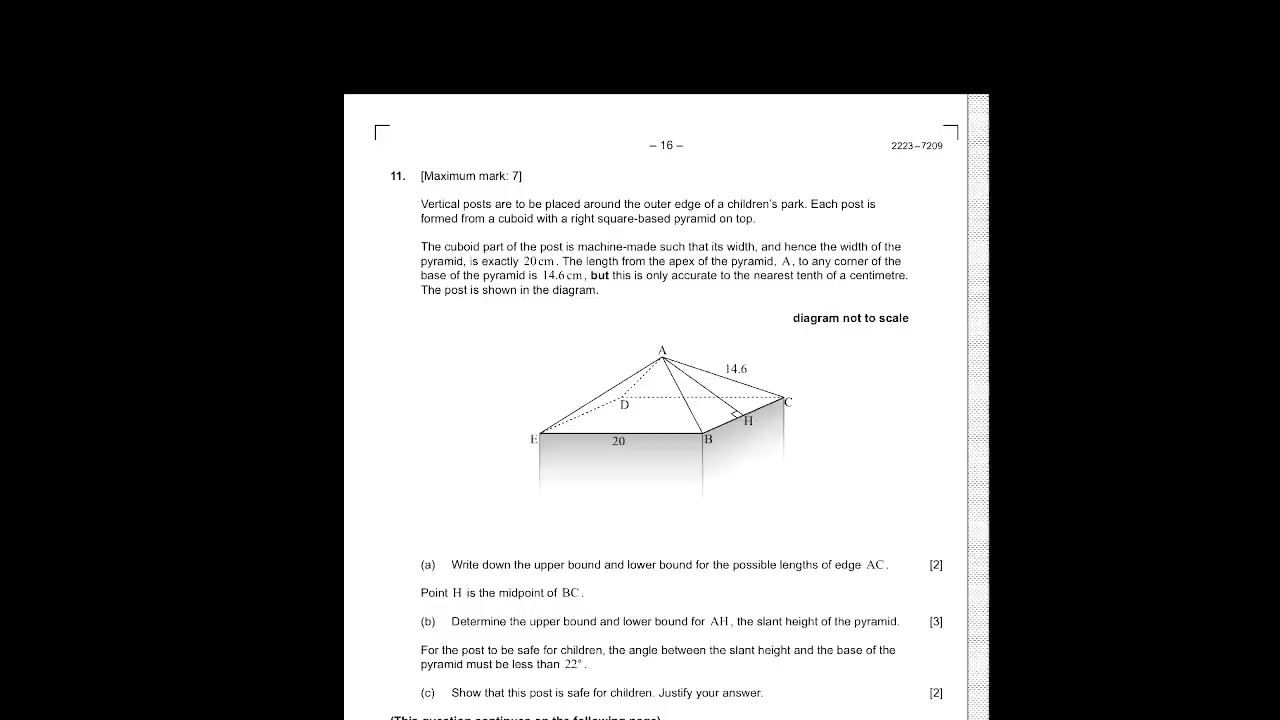 – 16 –
2223–7209
11. [Maximum mark: 7]
Vertical posts are to be placed around the outer edge of a children's park. Each post is
formed from a cuboid with a right square-based pyramid on top.
The cuboid part of the post is machine-made such that its width, and hence the width of the
pyramid, is exactly 20 cm. The length from the apex of the pyramid, A, to any corner of the
base of the pyramid is 14.6 cm, but this is only accurate to the nearest tenth of a centimetre.
The post is shown in the diagram.
diagram not to scale
A
14.6
D
C
H
E
20
B
(a) Write down the upper bound and lower bound for the possible lengths of edge AC. [2]
Point H is the midpoint of BC.
(b) Determine the upper bound and lower bound for AH, the slant height of the pyramid. [3]
For the post to be safe for children, the angle between the slant height and the base of the
pyramid must be less than 22°.
(c) Show that this post is safe for children. Justify your answer. [2]
(This question continues on the following page)